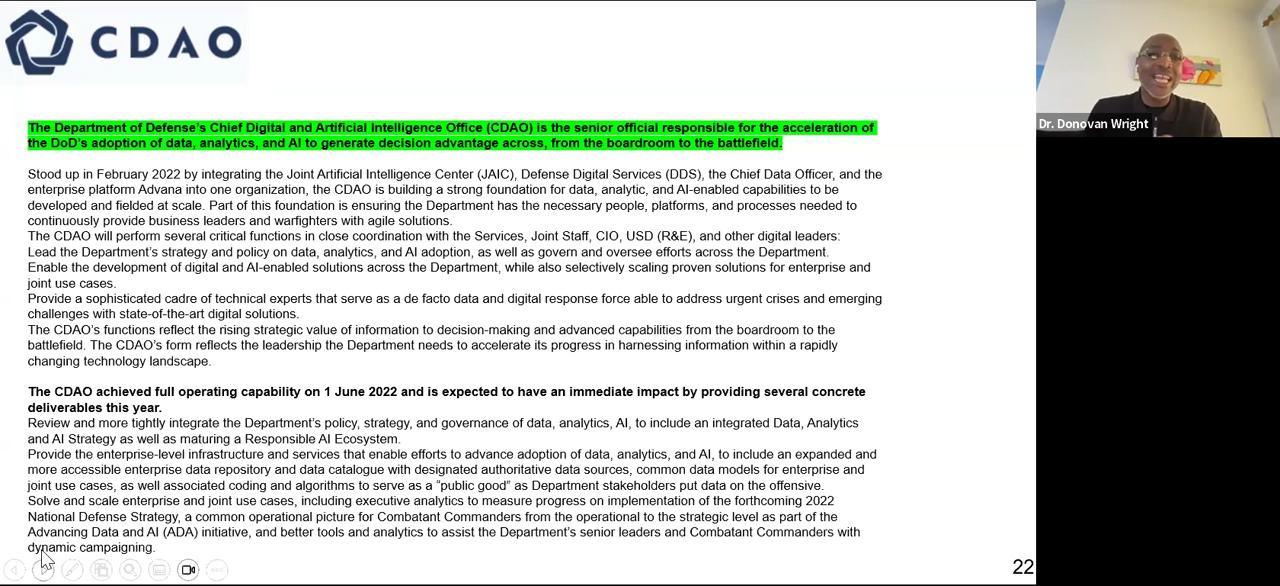 CDAO
The Department of Defense's Chief Digital and Artificial Intelligence Office (CDAO) is the senior official responsible for the acceleration of
the DoD's adoption of data, analytics, and AI to generate decision advantage across, from the boardroom to the battlefield.
Stood up in February 2022 by integrating the Joint Artificial Intelligence Center (JAIC), Defense Digital Services (DDS), the Chief Data Officer, and the
enterprise platform Advana into one organization, the CDAO is building a strong foundation for data, analytic, and AI-enabled capabilities to be
developed and fielded at scale. Part of this foundation is ensuring the Department has the necessary people, platforms, and processes needed to
continuously provide business leaders and warfighters with agile solutions.
The CDAO will perform several critical functions in close coordination with the Services, Joint Staff, CIO, USD (R&E), and other digital leaders:
Lead the Department's strategy and policy on data, analytics, and AI adoption, as well as govern and oversee efforts across the Department.
Enable the development of digital and AI-enabled solutions across the Department, while also selectively scaling proven solutions for enterprise and
joint use cases.
Provide a sophisticated cadre of technical experts that serve as a de facto data and digital response force able to address urgent crises and emerging
challenges with state-of-the-art digital solutions.
The CDAO's functions reflect the rising strategic value of information to decision-making and advanced capabilities from the boardroom to the
battlefield. The CDAO's form reflects the leadership the Department needs to accelerate its progress in harnessing information within a rapidly
changing technology landscape.
The CDAO achieved full operating capability on 1 June 2022 and is expected to have an immediate impact by providing several concrete
deliverables this year.
Review and more tightly integrate the Department's policy, strategy, and governance of data, analytics, AI, to include an integrated Data, Analytics
and AI Strategy as well as maturing a Responsible AI Ecosystem.
Provide the enterprise-level infrastructure and services that enable efforts to advance adoption of data, analytics, and AI, to include an expanded and
more accessible enterprise data repository and data catalogue with designated authoritative data sources, common data models for enterprise and
joint use cases, as well associated coding and algorithms to serve as a "public good" as Department stakeholders put data on the offensive.
Solve and scale enterprise and joint use cases, including executive analytics to measure progress on implementation of the forthcoming 2022
National Defense Strategy, a common operational picture for Combatant Commanders from the operational to the strategic level as part of the
Advancing Data and AI (ADA) initiative, and better tools and analytics to assist the Department's senior leaders and Combatant Commanders with
dynamic campaigning.
22
Dr. Donovan Wright